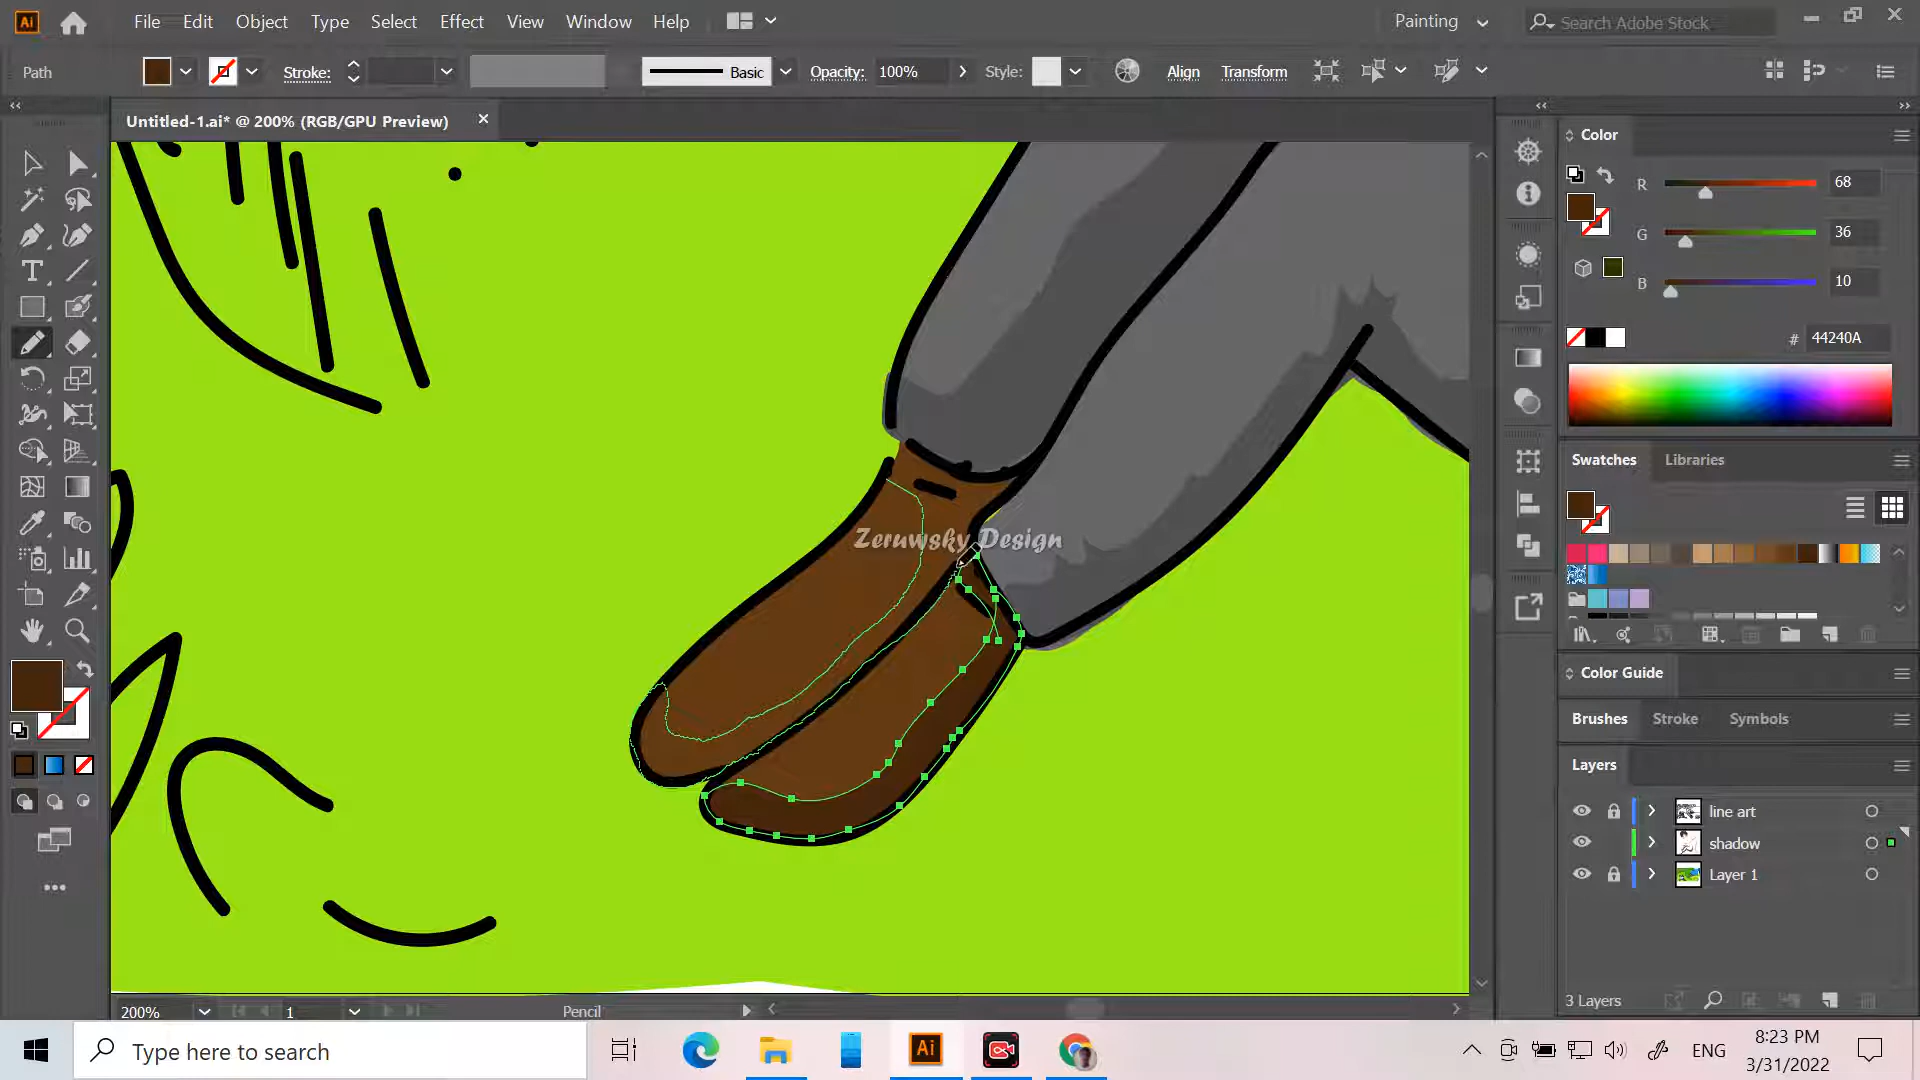 Ai File Edit Object Type Select Effect View Window Help Painting Search Adobe Stock
Path Stroke: Basic Opacity: 100% Style: Align Transform
Untitled-1.ai* @ 200% (RGB/GPU Preview)
Color
R 68
G 36
B 10
# 44240A
Swatches Libraries
Zeruwsky Design
Color Guide
Brushes Stroke Symbols
Layers
line art
shadow
Layer 1
3 Layers
200% 1 Pencil
Type here to search
Ai
ENG
8:23 PM
3/31/2022